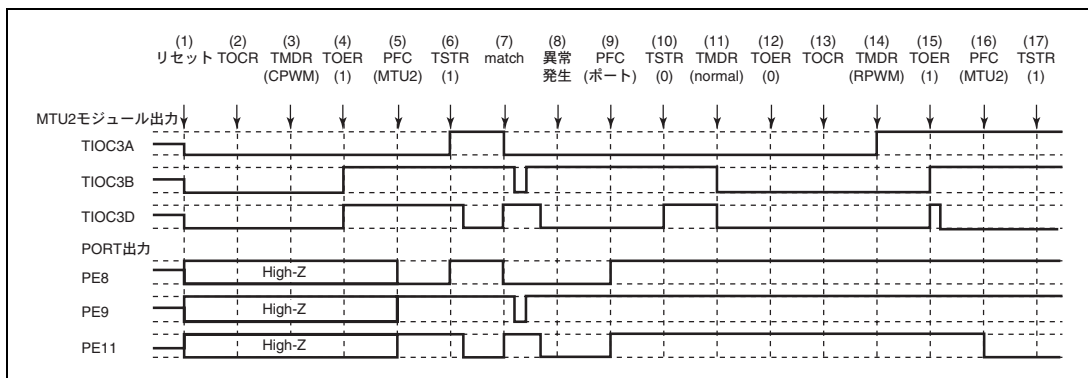 (1) (2) (3) (4) (5) (6) (7) (8) (9) (10) (11) (12) (13) (14) (15) (16) (17)
リセット TOCR TMDR TOER PFC TSTR match 異常 PFC TSTR TMDR TOER TOCR TMDR TOER PFC TSTR
(CPWM) (1) (MTU2) (1) 発生 (ポート) (0) (normal) (0) (RPWM) (1) (MTU2) (1)
MTU2モジュール出力
TIOC3A
TIOC3B
TIOC3D
PORT出力
PE8 High-Z
PE9 High-Z
PE11 High-Z